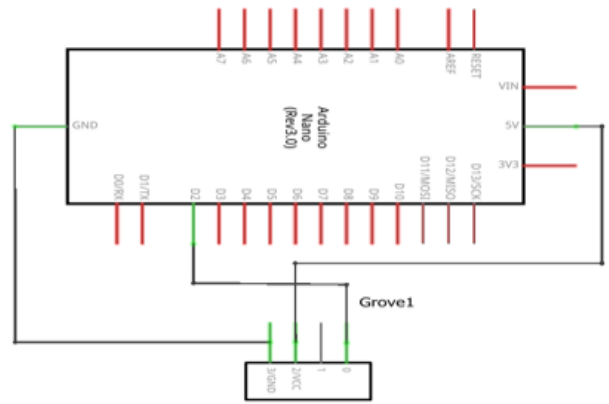 A7
A6
A5
A4
A3
A2
A1
A0
AREF
RESET
VIN
GND
Arduino
Nano
(Rev3.0)
5V
3V3
D0/RX
D1/TX
D2
D3
D4
D5
D6
D7
D8
D9
D10
D11/MOSI
D12/MISO
D13/SCK
Grove1
3/GND
2/VCC
1
0